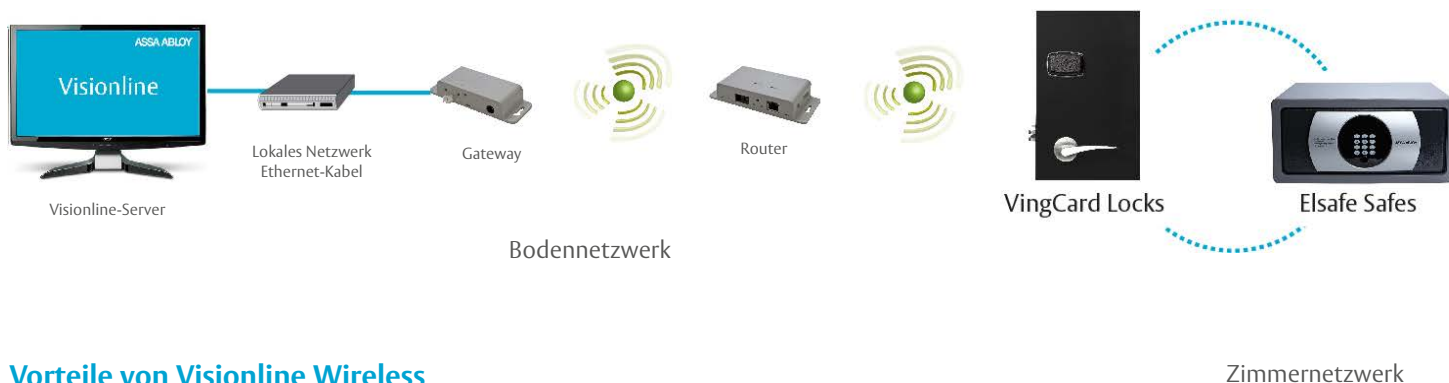 ASSA ABLOY
Visionline
Lokales Netzwerk
Ethernet-Kabel
Gateway
Router
Visionline-Server
VingCard Locks
Elsafe Safes
Bodennetzwerk
Zimmernetzwerk
Vorteile von Visionline Wireless